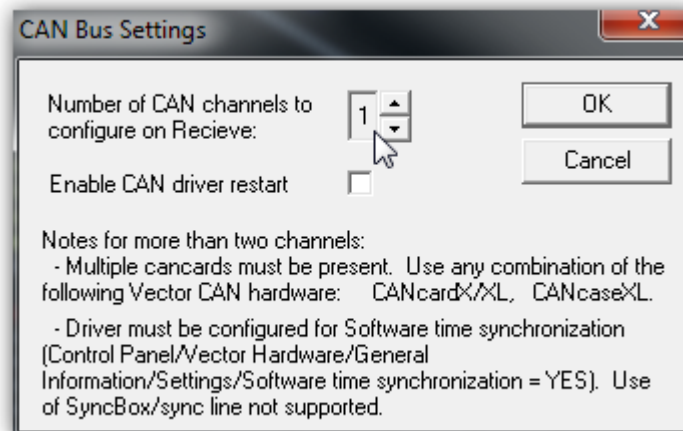 CAN Bus Settings
Number of CAN channels to
configure on Recieve:
1
OK
Cancel
Enable CAN driver restart
Notes for more than two channels:
- Multiple cancards must be present. Use any combination of the
following Vector CAN hardware: CANcardX/XL, CANcaseXL.
- Driver must be configured for Software time synchronization
(Control Panel/Vector Hardware/General
Information/Settings/Software time synchronization = YES). Use
of SyncBox/sync line not supported.